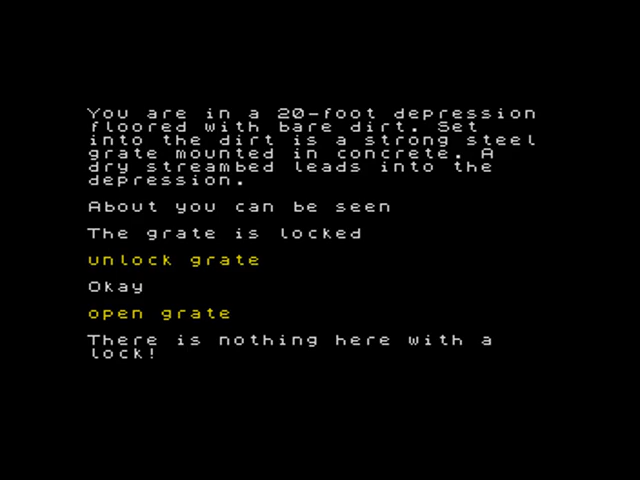 You are in a 20-foot depression
floored with bare dirt. Set
into the dirt is a strong steel
grate mounted in concrete. A
dry streambed leads into the
depression.
About you can be seen
The grate is locked
unlock grate
Okay
open grate
There is nothing here with a
lock!